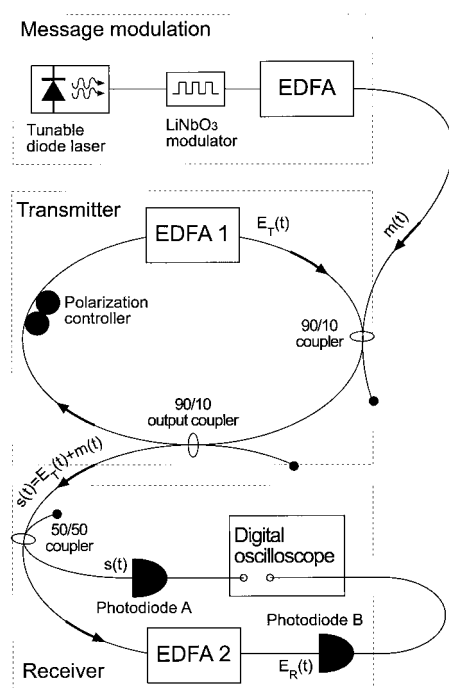 Message modulation
EDFA
Tunable
diode laser
LiNbO3
modulator
m(t)
Transmitter
EDFA 1
E_T(t)
Polarization
controller
90/10
coupler
90/10
output coupler
s(t)=E_T(t)+m(t)
50/50
coupler
s(t)
Photodiode A
Digital
oscilloscope
Photodiode B
EDFA 2
E_R(t)
Receiver